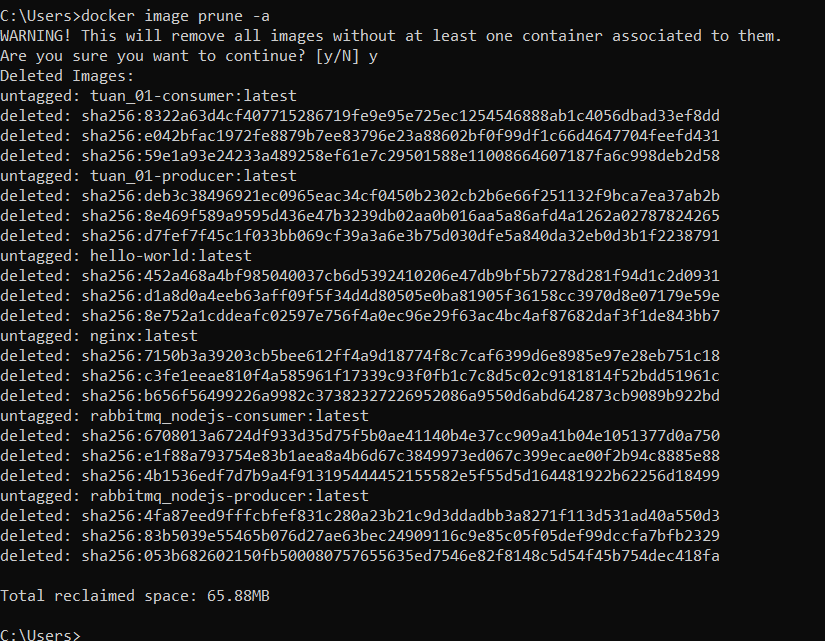 C:\Users>docker image prune -a
WARNING! This will remove all images without at least one container associated to them.
Are you sure you want to continue? [y/N] y
Deleted Images:
untagged: tuan_01-consumer:latest
deleted: sha256:8322a63d4cf407715286719fe9e95e725ec1254546888ab1c4056dbad33ef8dd
deleted: sha256:e042bfac1972fe8879b7ee83796e23a88602bf0f99df1c66d4647704feefd431
deleted: sha256:59e1a93e24233a489258ef61e7c29501588e11008664607187fa6c998deb2d58
untagged: tuan_01-producer:latest
deleted: sha256:deb3c38496921ec0965eac34cf0450b2302cb2b6e66f251132f9bca7ea37ab2b
deleted: sha256:8e469f589a9595d436e47b3239db02aa0b016aa5a86afd4a1262a02787824265
deleted: sha256:d7fef7f45c1f033bb069cf39a3a6e3b75d030dfe5a840da32eb0d3b1f2238791
untagged: hello-world:latest
deleted: sha256:452a468a4bf985040037cb6d5392410206e47db9bf5b7278d281f94d1c2d0931
deleted: sha256:d1a8d0a4eeb63aff09f5f34d4d80505e0ba81905f36158cc3970d8e07179e59e
deleted: sha256:8e752a1cddeafc02597e756f4a0ec96e29f63ac4bc4af87682daf3f1de843bb7
untagged: nginx:latest
deleted: sha256:7150b3a39203cb5bee612ff4a9d18774f8c7caf6399d6e8985e97e28eb751c18
deleted: sha256:c3fe1eeae810f4a585961f17339c93f0fb1c7c8d5c02c9181814f52bdd51961c
deleted: sha256:b656f56499226a9982c37382327226952086a9550d6abd642873cb9089b922bd
untagged: rabbitmq_nodejs-consumer:latest
deleted: sha256:6708013a6724df933d35d75f5b0ae41140b4e37cc909a41b04e1051377d0a750
deleted: sha256:e1f88a793754e83b1aea8a4b6d67c3849973ed067c399ecae00f2b94c8885e88
deleted: sha256:4b1536edf7d7b9a4f913195444452155582e5f55d5d164481922b62256d18499
untagged: rabbitmq_nodejs-producer:latest
deleted: sha256:4fa87eed9fffcbfef831c280a23b21c9d3ddadbb3a8271f113d531ad40a550d3
deleted: sha256:83b5039e55465b076d27ae63bec24909116c9e85c05f05def99dccfa7bfb2329
deleted: sha256:053b682602150fb500080757655635ed7546e82f8148c5d54f45b754dec418fa
Total reclaimed space: 65.88MB
C:\Users>